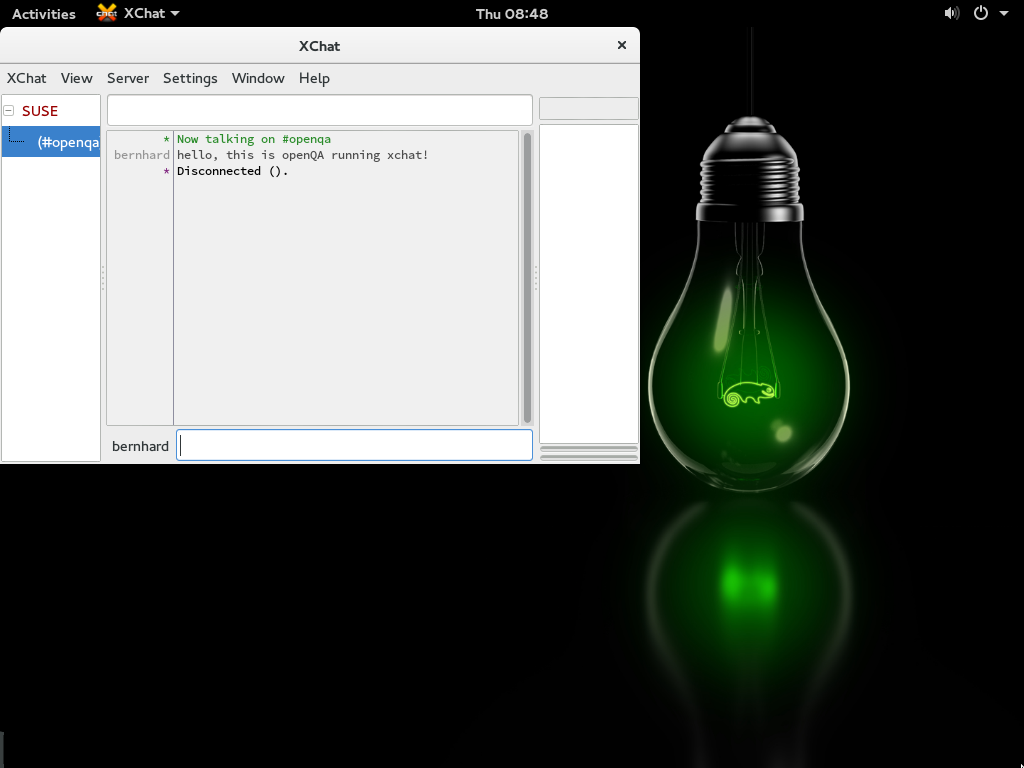 Activities XChat Thu 08:48
XChat
XChat View Server Settings Window Help
SUSE
(#openqa
* Now talking on #openqa
bernhard hello, this is openQA running xchat!
* Disconnected ().
bernhard